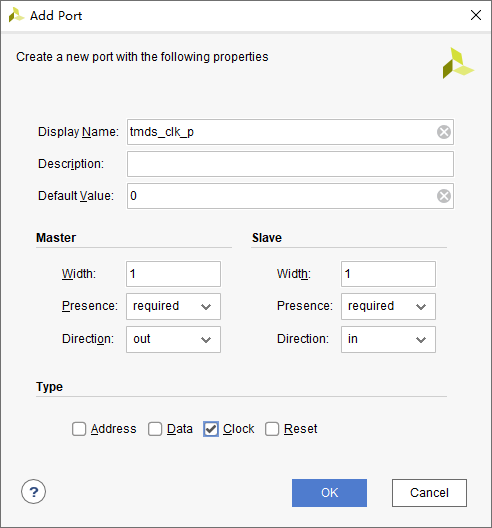 Add Port
Create a new port with the following properties
Display Name: tmds_clk_p
Description:
Default Value: 0
Master Slave
Width: 1 Width: 1
Presence: required Presence: required
Direction: out Direction: in
Type
Address Data Clock Reset
? OK Cancel